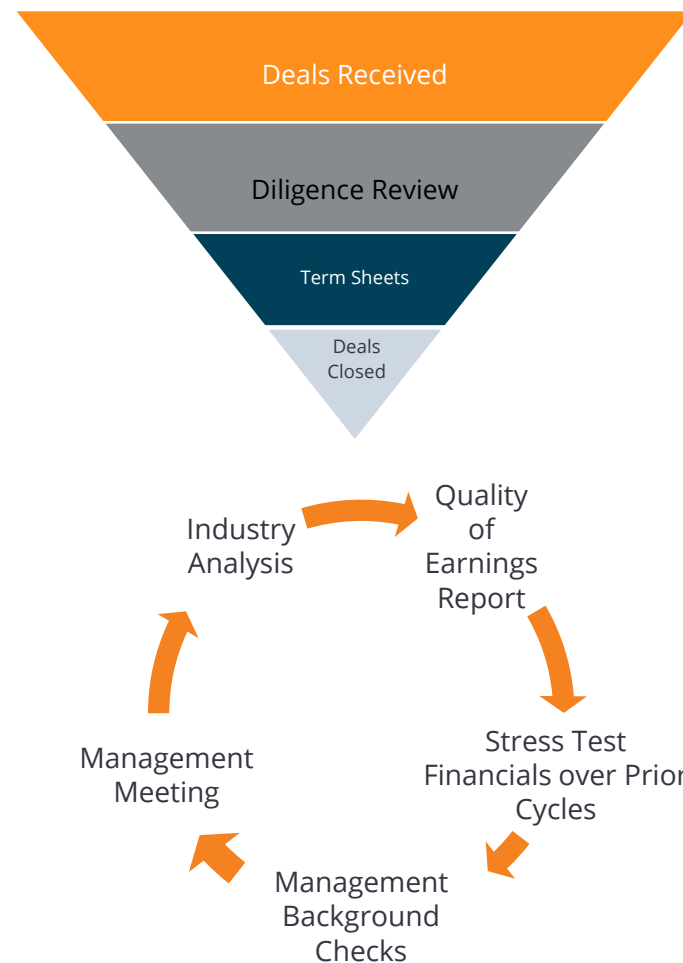 Deals Received
Diligence Review
Term Sheets
Deals
Closed
Industry
Analysis
Quality
of
Earnings
Report
Stress Test
Financials over Prior
Cycles
Management
Background
Checks
Management
Meeting